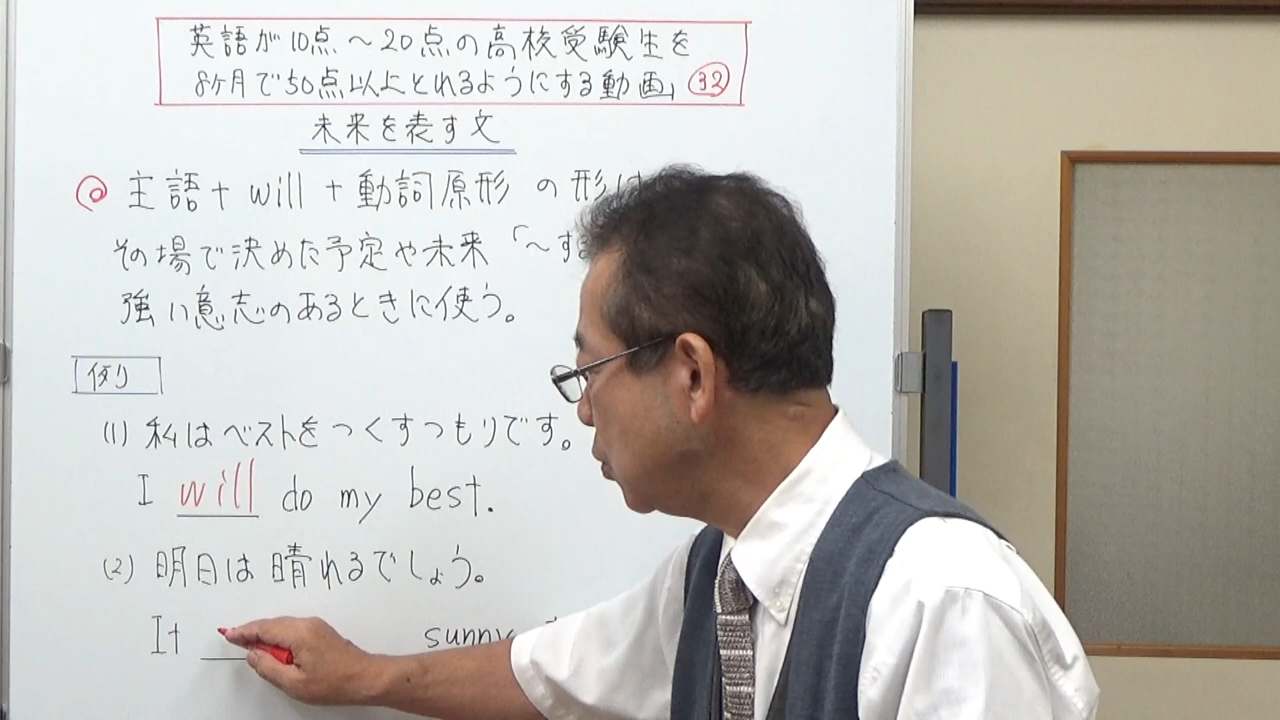 英語が10点～20点の高校受験生を
8ヶ月で50点以上とれるようにする動画」㉜
未来を表す文
◎ 主語+will+動詞原形 の形は
その場で決めた予定や未来「～す
強い意志のあるときに使う。
例
(1) 私はベストをつくすつもりです。
I will do my best.
(2) 明日は晴れるでしょう。
It ＿ sunny